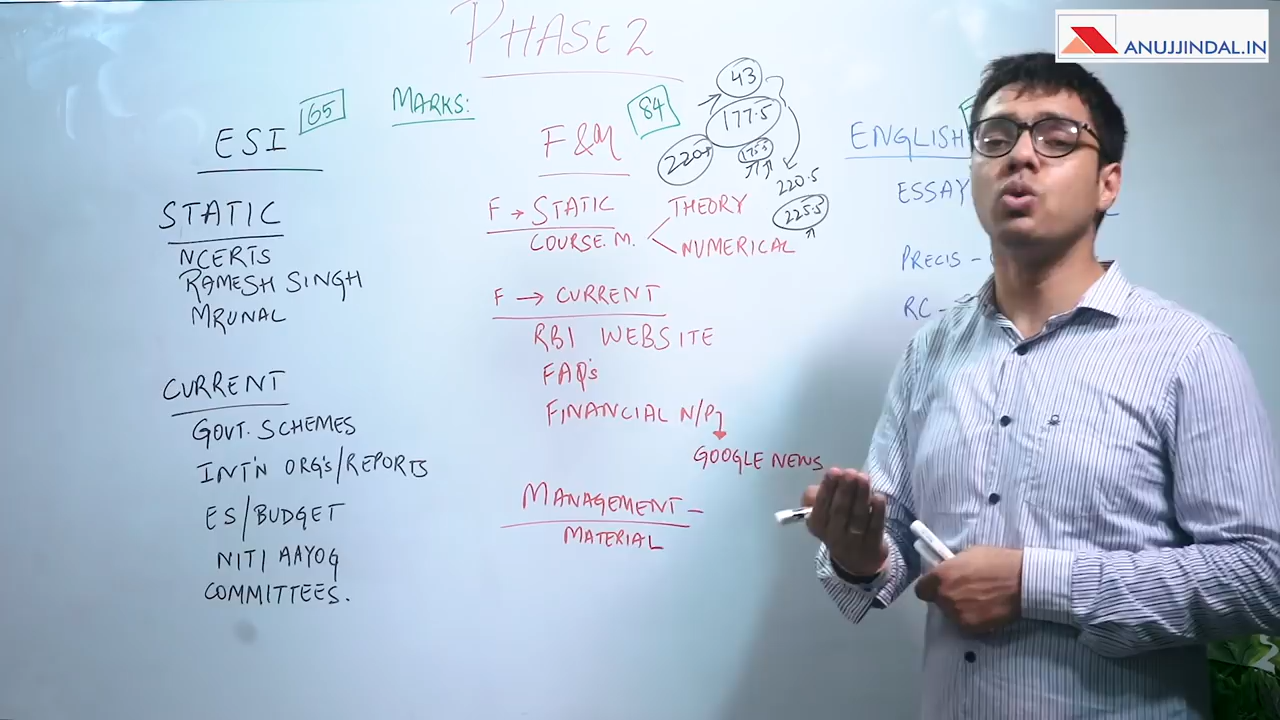 ANUJJINDAL.IN
PHASE 2
MARKS:
ESI
65
STATIC
NCERTS
RAMESH SINGH
MRUNAL
CURRENT
GOVT. SCHEMES
INT'N ORG's/REPORTS
ES/BUDGET
NITI AAYOG
COMMITTEES.
F&M
84
43
177.5
220.5
225.5
F → STATIC
COURSE. M.
THEORY
NUMERICAL
F → CURRENT
RBI WEBSITE
FAQ's
FINANCIAL N/P
GOOGLE NEWS
MANAGEMENT -
MATERIAL
ENGLISH
ESSAY
PRECIS -
RC -